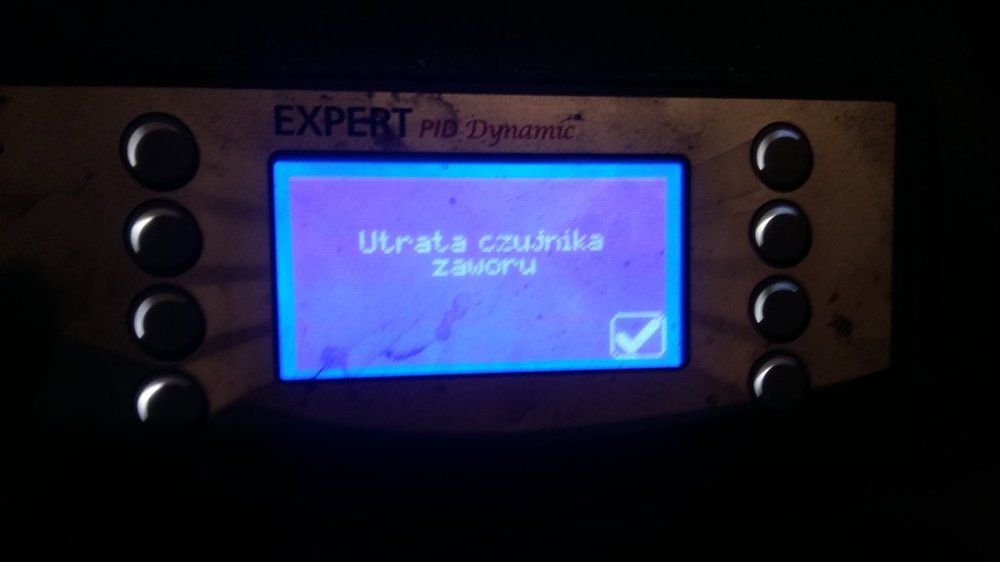 EXPERT PID Dynamic
Utrata czujnika
zaworu